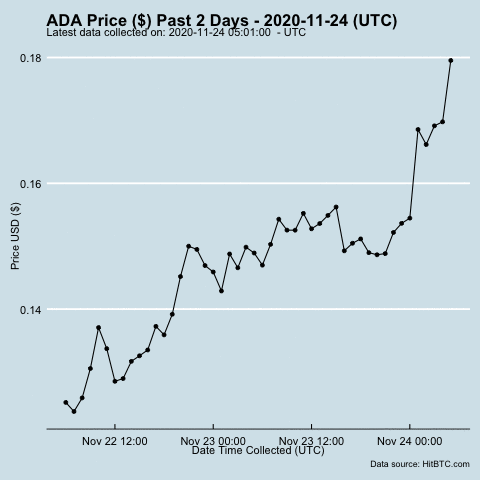 ADA Price ($) Past 2 Days - 2020-11-24 (UTC)
Latest data collected on: 2020-11-24 05:01:00  - UTC
0.18
0.16
0.14
Price USD ($)
Nov 22 12:00 Nov 23 00:00 Nov 23 12:00 Nov 24 00:00
Date Time Collected (UTC)
Data source: HitBTC.com